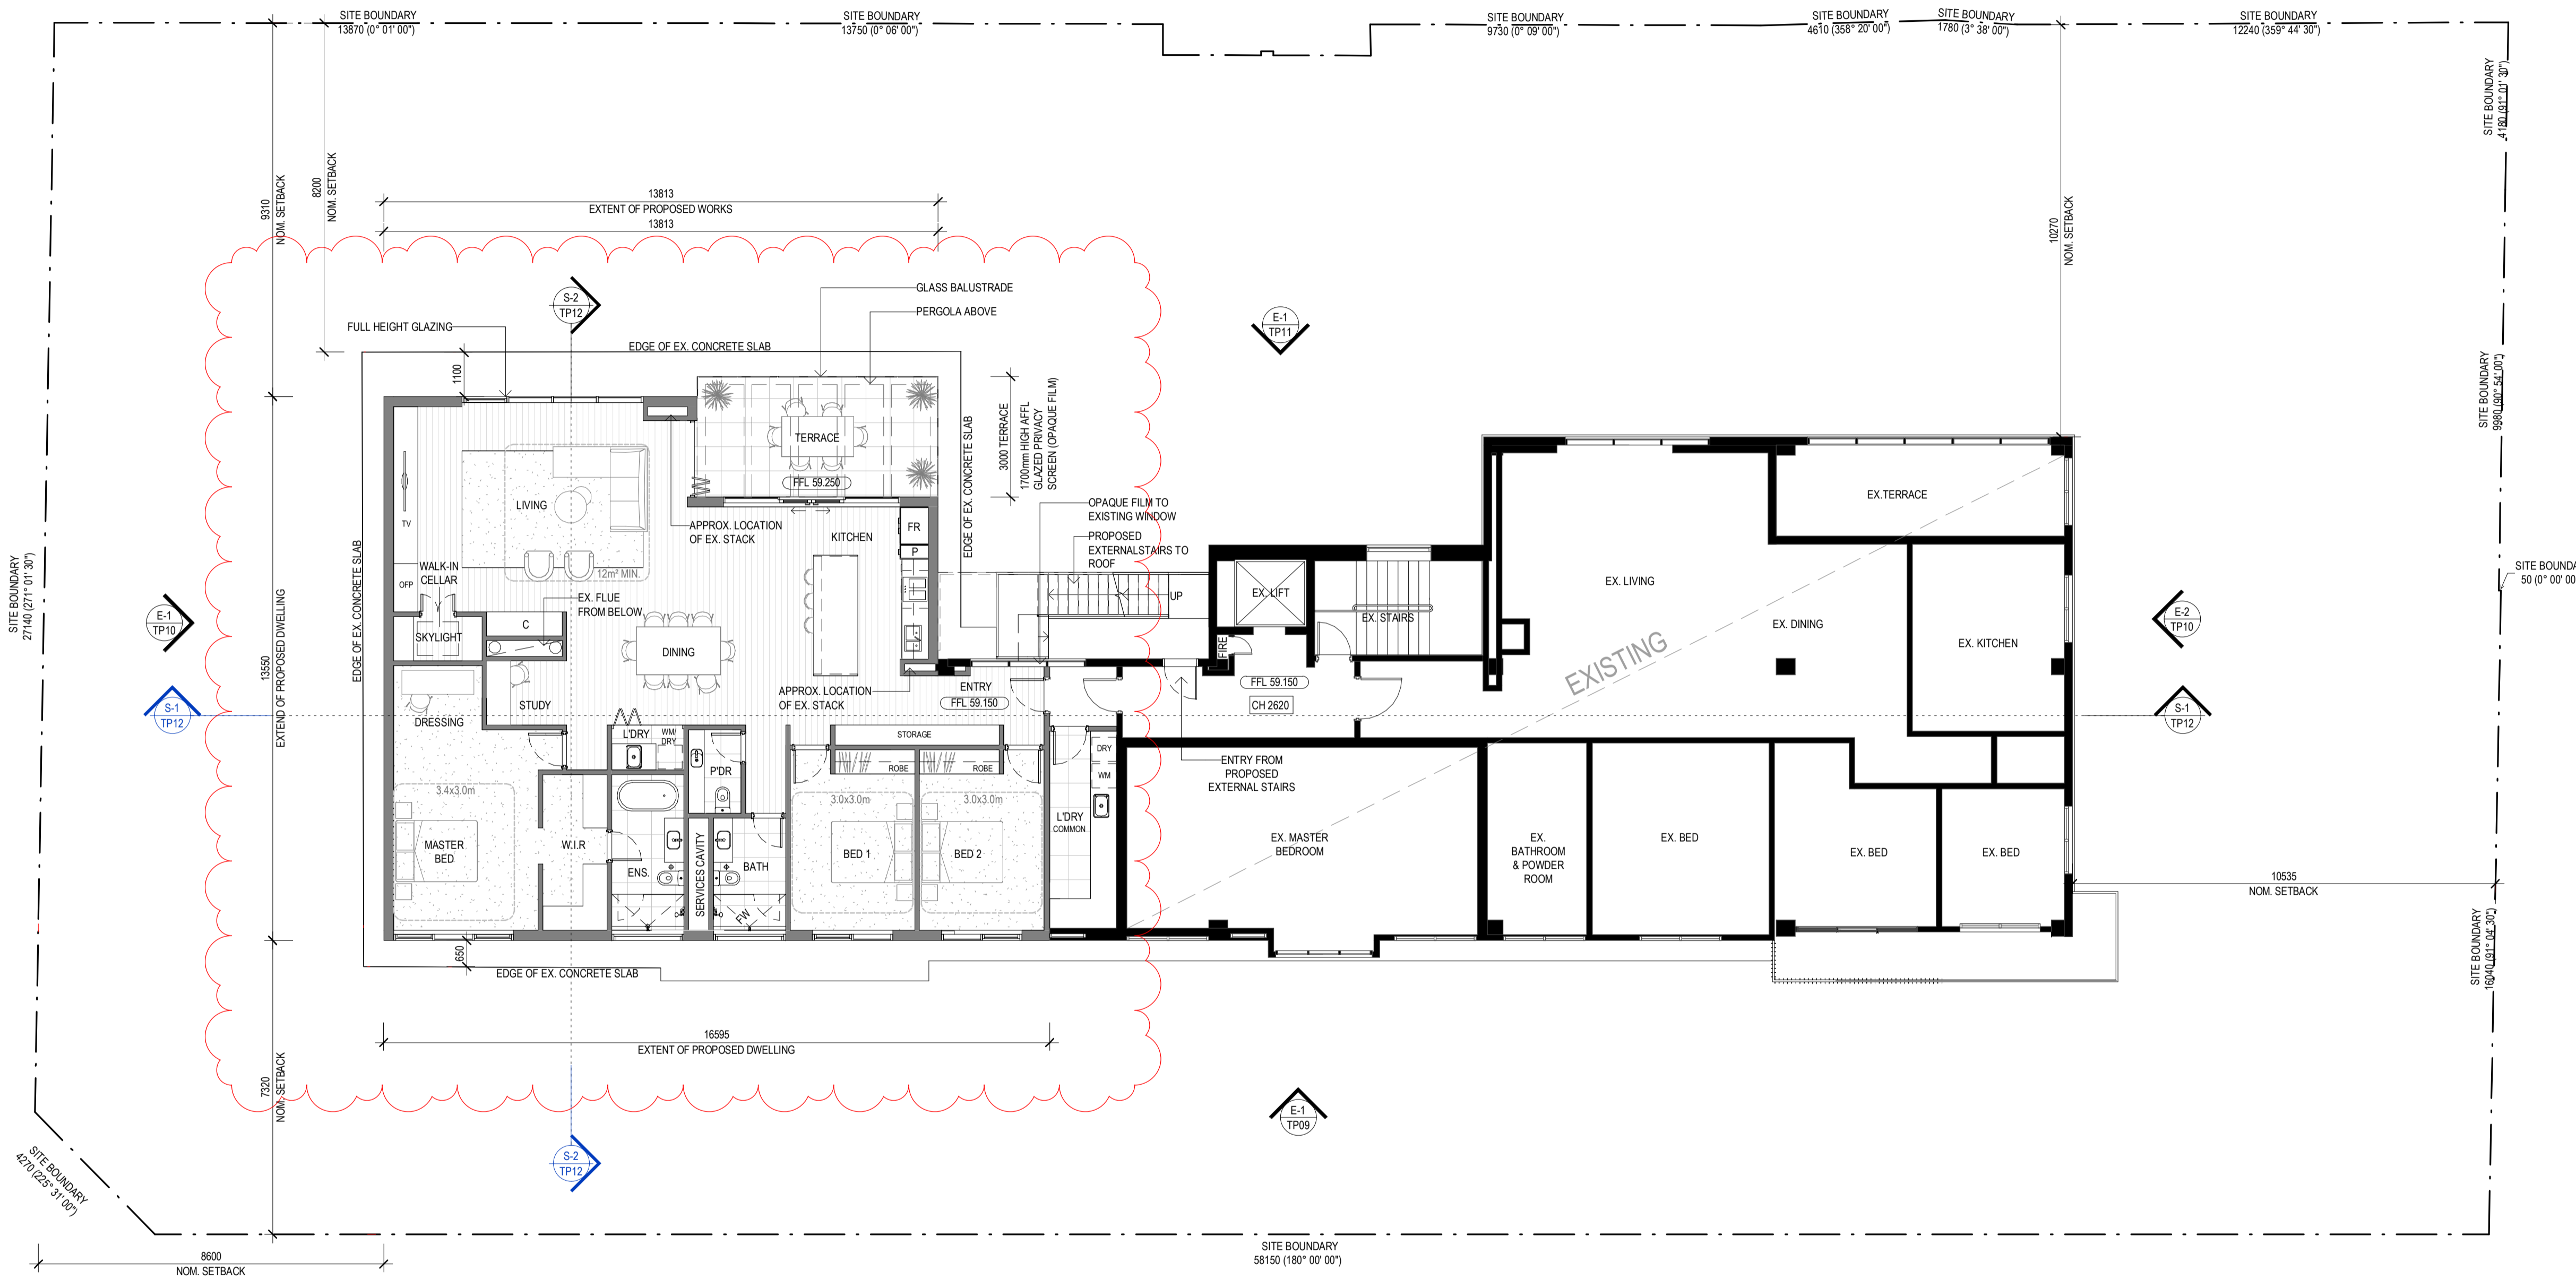 SITE BOUNDARY
13870 (0° 01' 00")
SITE BOUNDARY
13750 (0° 06' 00")
SITE BOUNDARY
9730 (0° 09' 00")
SITE BOUNDARY
4610 (358° 20' 00")
SITE BOUNDARY
1780 (3° 38' 00")
SITE BOUNDARY
12240 (359° 44' 30")
SITE BOUNDARY
4180 (91° 01' 30")
9310
NOM. SETBACK
8200
NOM. SETBACK
13813
EXTENT OF PROPOSED WORKS
13813
10270
NOM. SETBACK
S-2
TP12
GLASS BALUSTRADE
PERGOLA ABOVE
FULL HEIGHT GLAZING
EDGE OF EX. CONCRETE SLAB
E-1
TP11
1100
3000 TERRACE
1700mm HIGH AFFL
GLAZED PRIVACY
SCREEN (OPAQUE FILM)
SITE BOUNDARY
9980 (90° 54' 00")
TERRACE
FFL 59.250
EDGE OF EX. CONCRETE SLAB
LIVING
TV
APPROX. LOCATION
OF EX. STACK
KITCHEN
FR
P
OPAQUE FILM TO
EXISTING WINDOW
PROPOSED
EXTERNALSTAIRS TO
ROOF
EX.TERRACE
WALK-IN
CELLAR
OFP
12m² MIN.
EX. FLUE
FROM BELOW
UP
EX. LIFT
EX. STAIRS
EX. LIVING
EX. DINING
EX. KITCHEN
SITE BOUNDA
50 (0° 00' 00
SITE BOUNDARY
27140 (271° 01' 30")
E-1
TP10
13550
EXTEND OF PROPOSED DWELLING
EDGE OF EX. CONCRETE SLAB
SKYLIGHT
C
DINING
FIRE
EXISTING
E-2
TP10
S-1
TP12
DRESSING
STUDY
APPROX. LOCATION
OF EX. STACK
ENTRY
FFL 59.150
FFL 59.150
CH 2620
S-1
TP12
L'DRY
WM/
DRY
STORAGE
P'DR
ROBE
ROBE
DRY
WM
ENTRY FROM
PROPOSED
EXTERNAL STAIRS
3.4x3.0m
3.0x3.0m
3.0x3.0m
MASTER
BED
W.I.R
ENS.
SERVICES CAVITY
BATH
FW
BED 1
BED 2
L'DRY
COMMON
EX. MASTER
BEDROOM
EX.
BATHROOM
& POWDER
ROOM
EX. BED
EX. BED
EX. BED
10535
NOM. SETBACK
SITE BOUNDARY
16040 (91° 04' 30")
650
EDGE OF EX. CONCRETE SLAB
16595
EXTENT OF PROPOSED DWELLING
7320
NOM. SETBACK
E-1
TP09
S-2
TP12
SITE BOUNDARY
4270 (225° 31' 00")
8600
NOM. SETBACK
SITE BOUNDARY
58150 (180° 00' 00")